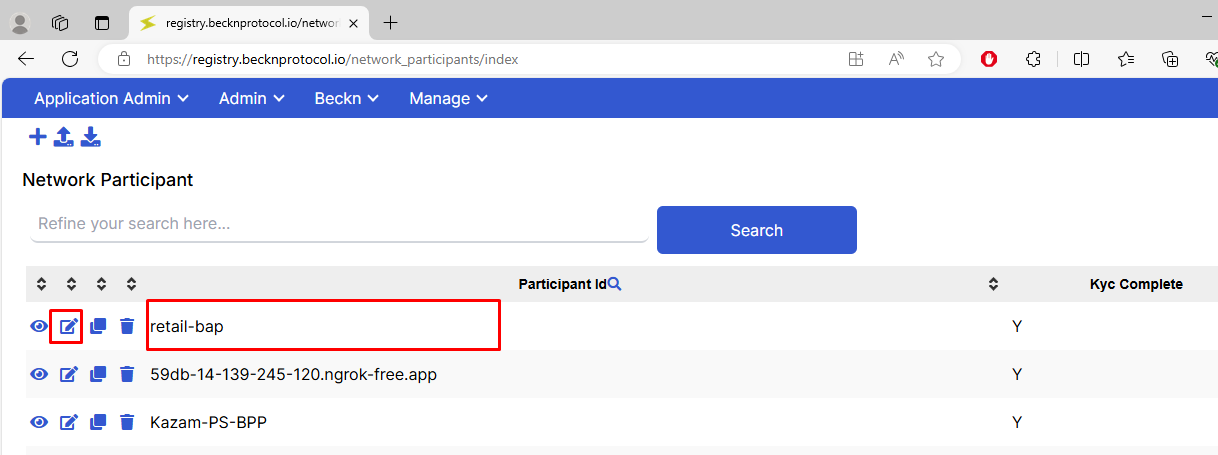 registry.becknprotocol.io/networ
https://registry.becknprotocol.io/network_participants/index
Application Admin Admin Beckn Manage
Network Participant
Refine your search here...
Search
Participant Id Kyc Complete
retail-bap Y
59db-14-139-245-120.ngrok-free.app Y
Kazam-PS-BPP Y